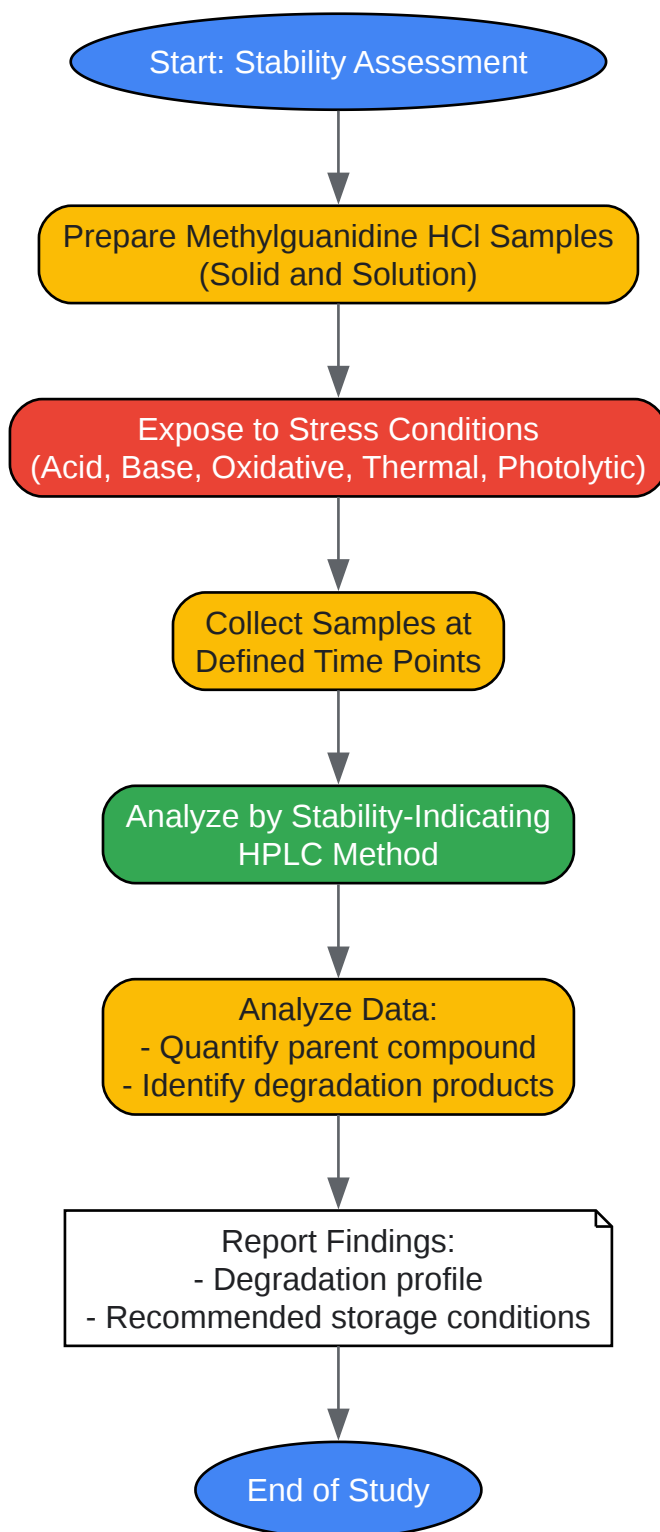 Start: Stability Assessment
Prepare Methylguanidine HCl Samples
(Solid and Solution)
Expose to Stress Conditions
(Acid, Base, Oxidative, Thermal, Photolytic)
Collect Samples at
Defined Time Points
Analyze by Stability-Indicating
HPLC Method
Analyze Data:
- Quantify parent compound
- Identify degradation products
Report Findings:
- Degradation profile
- Recommended storage conditions
End of Study